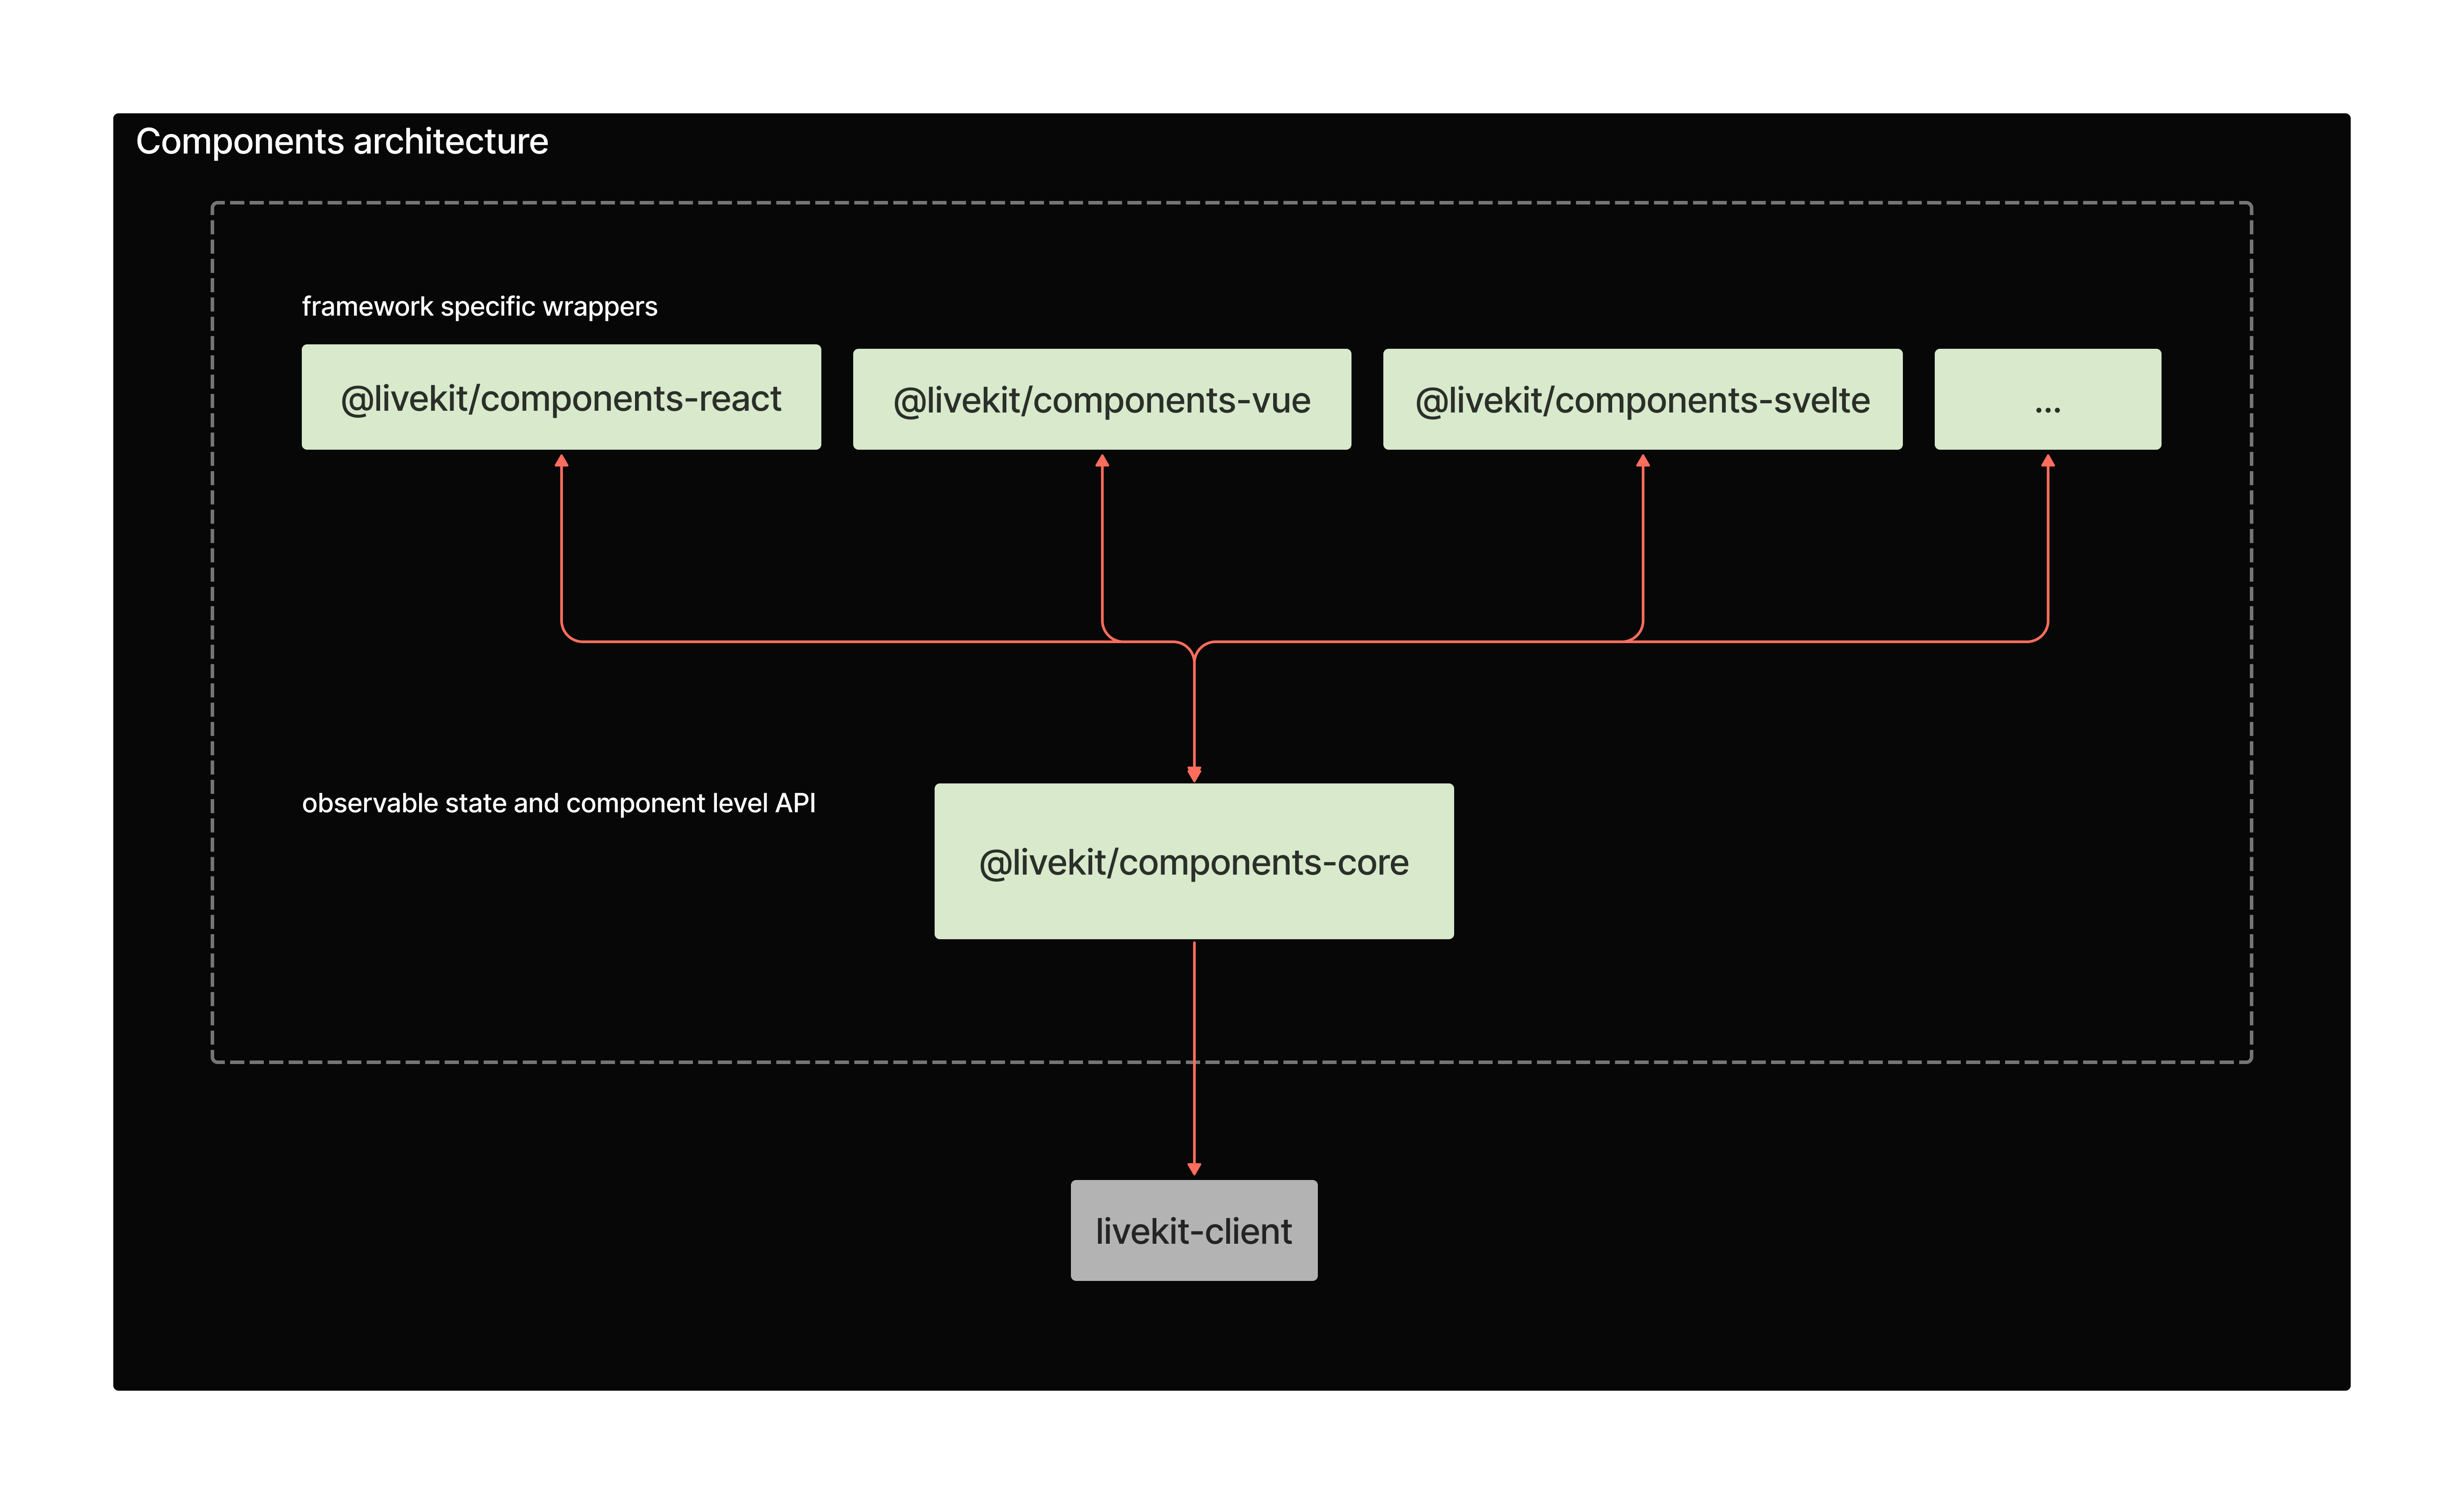 Components architecture
framework specific wrappers
@livekit/components-react
@livekit/components-vue
@livekit/components-svelte
...
observable state and component level API
@livekit/components-core
livekit-client